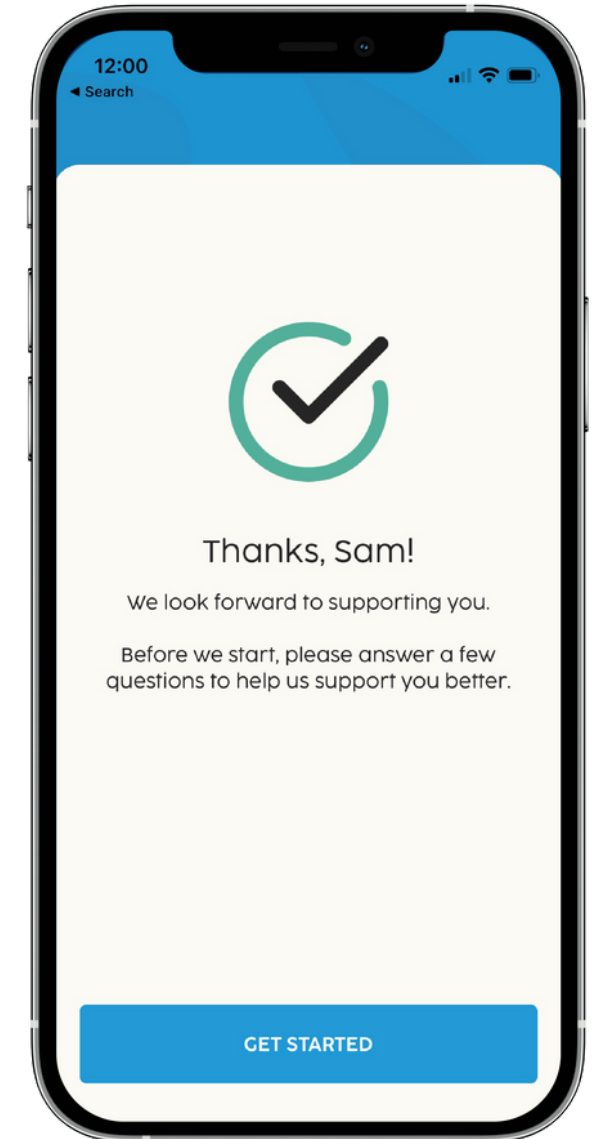 12:00
◀ Search
Thanks, Sam!
We look forward to supporting you.
Before we start, please answer a few
questions to help us support you better.
GET STARTED